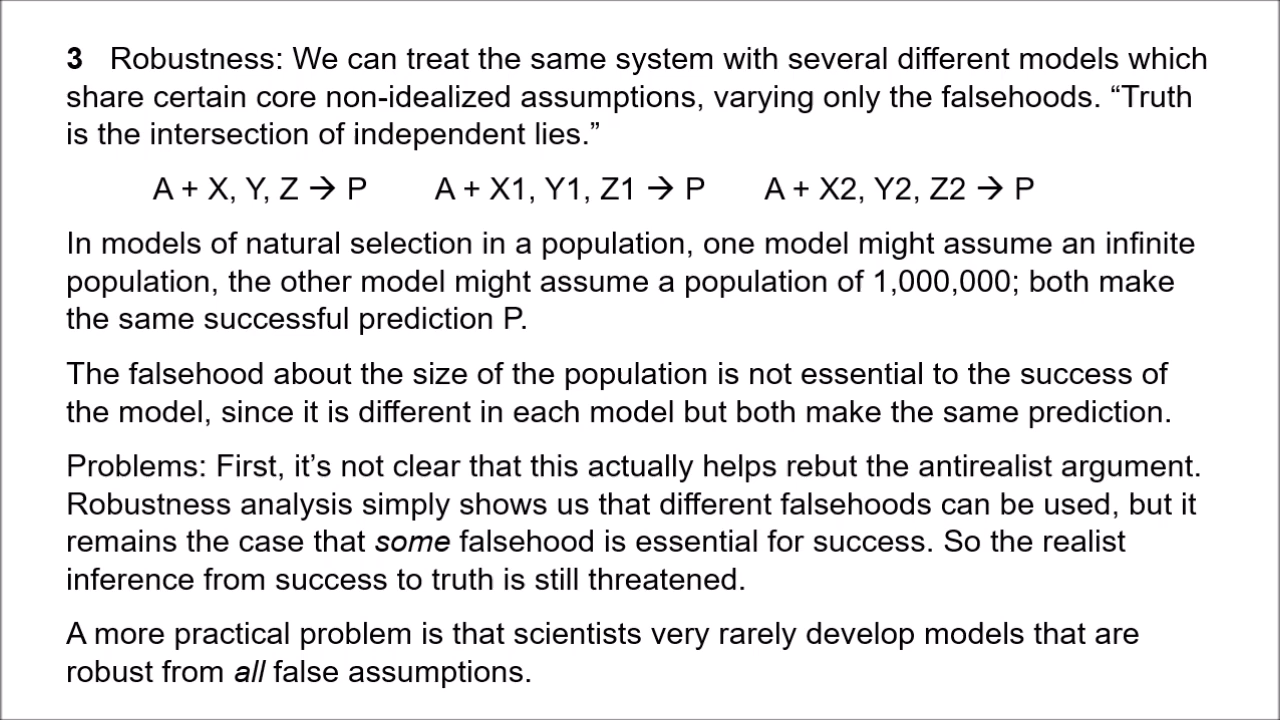 3 Robustness: We can treat the same system with several different models which
share certain core non-idealized assumptions, varying only the falsehoods. “Truth
is the intersection of independent lies.”
A + X, Y, Z → P A + X1, Y1, Z1 → P A + X2, Y2, Z2 → P
In models of natural selection in a population, one model might assume an infinite
population, the other model might assume a population of 1,000,000; both make
the same successful prediction P.
The falsehood about the size of the population is not essential to the success of
the model, since it is different in each model but both make the same prediction.
Problems: First, it’s not clear that this actually helps rebut the antirealist argument.
Robustness analysis simply shows us that different falsehoods can be used, but it
remains the case that some falsehood is essential for success. So the realist
inference from success to truth is still threatened.
A more practical problem is that scientists very rarely develop models that are
robust from all false assumptions.